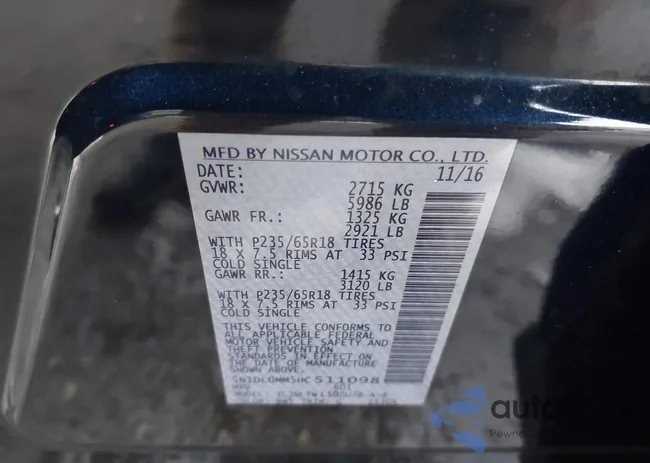 MFD BY NISSAN MOTOR CO., LTD.
DATE: 11/16
GVWR: 2715 KG
5986 LB
GAWR FR.: 1325 KG
2921 LB
WITH P235/65R18 TIRES
18 X 7.5 RIMS AT 33 PSI
COLD SINGLE
GAWR RR.: 1415 KG
3120 LB
WITH P235/65R18 TIRES
18 X 7.5 RIMS AT 33 PSI
COLD SINGLE
THIS VEHICLE CONFORMS TO
ALL APPLICABLE FEDERAL
MOTOR VEHICLE SAFETY AND
THEFT PREVENTION
STANDARDS IN EFFECT ON
THE DATE OF MANUFACTURE
SHOWN ABOVE.
5N1DL0MM5HC511098
MPV